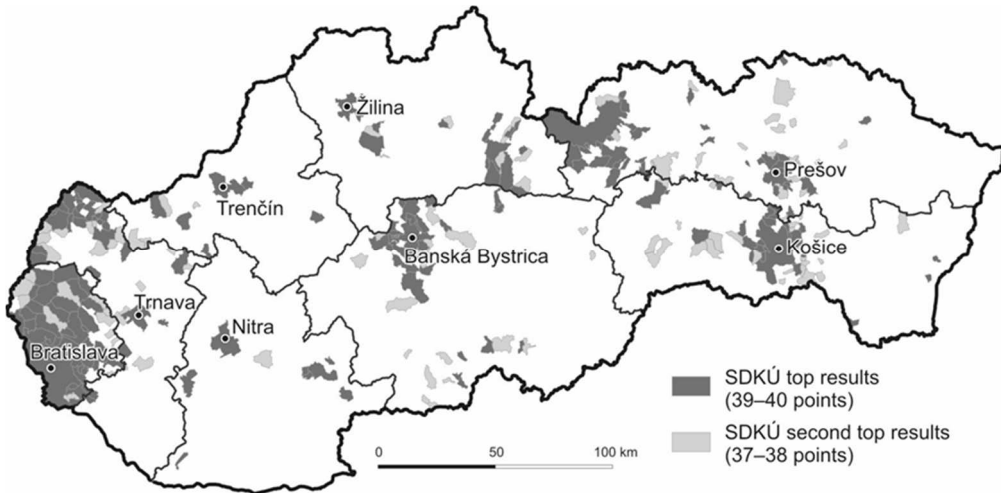 Žilina
Trenčín
Prešov
Banská Bystrica
Košice
Trnava
Nitra
Bratislava
SDKÚ top results
(39–40 points)
SDKÚ second top results
(37–38 points)
0 50 100 km